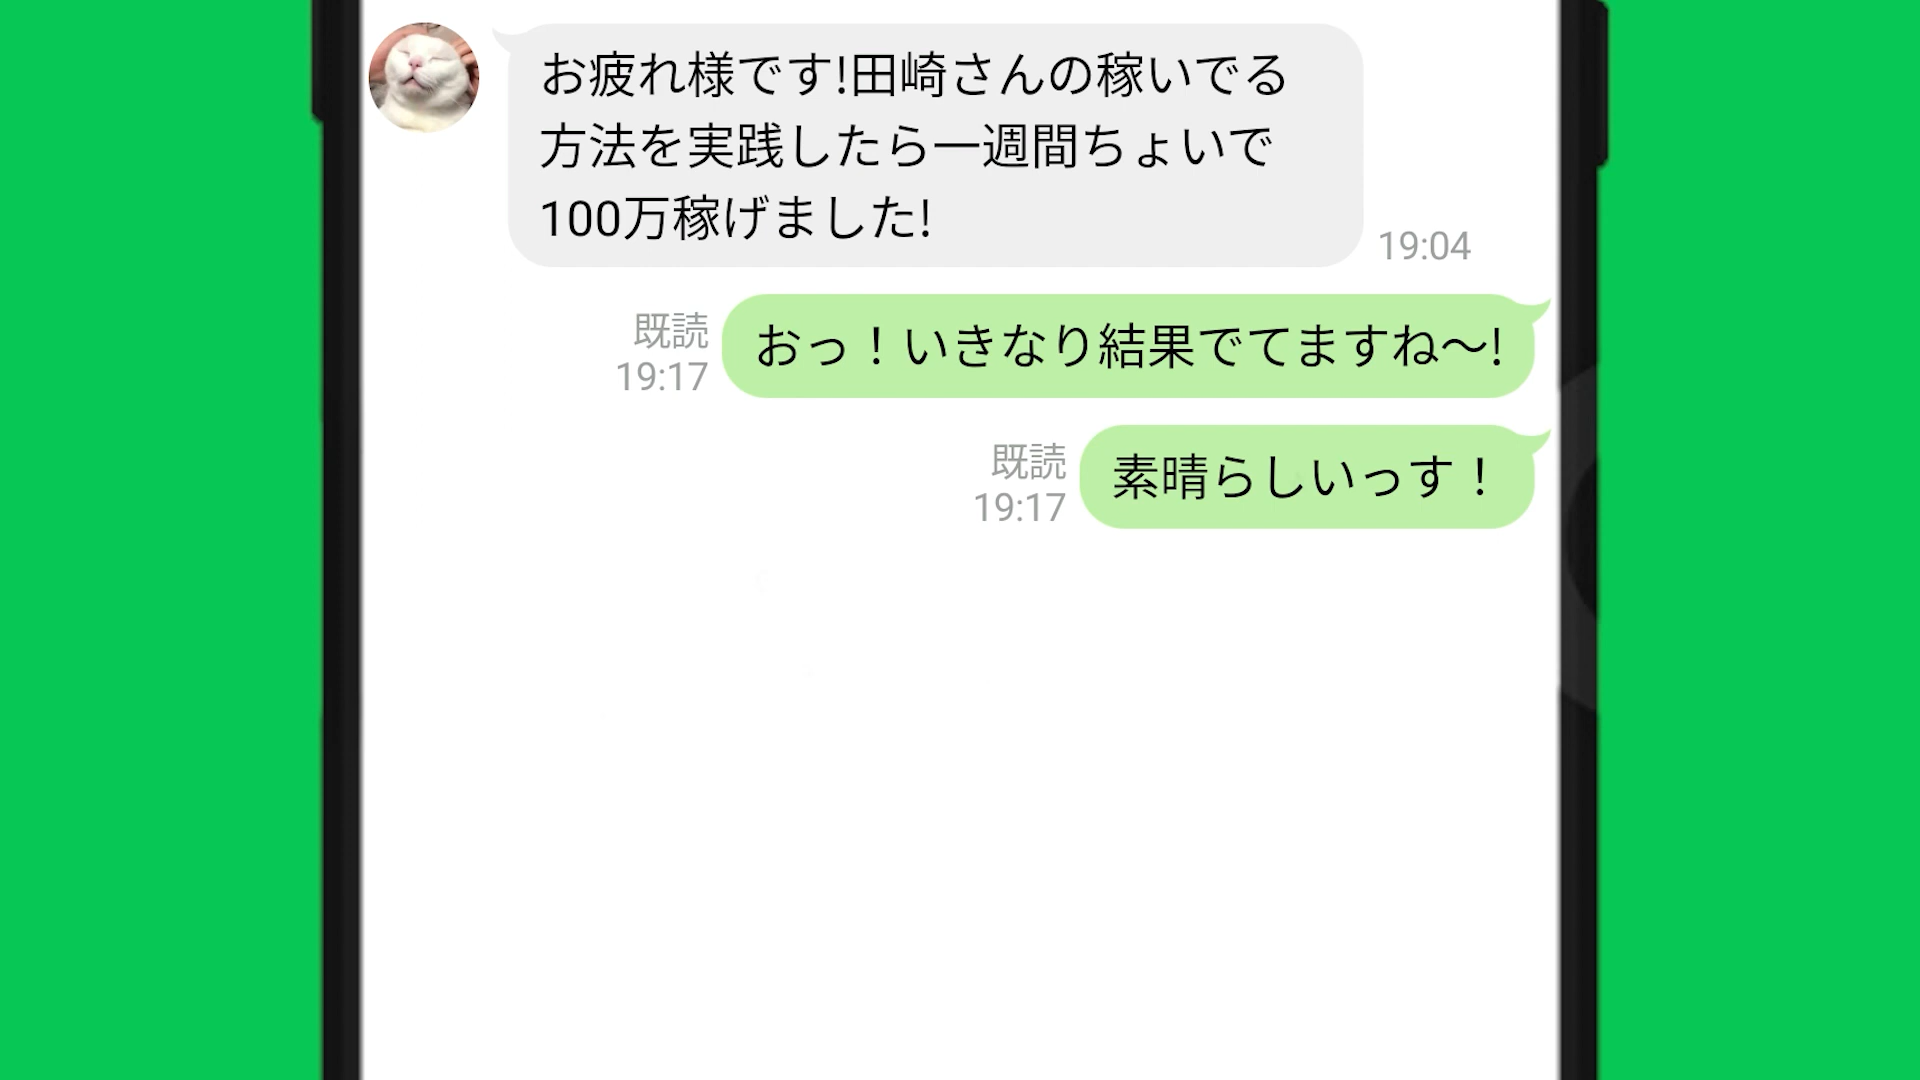 お疲れ様です!田崎さんの稼いでる
方法を実践したら一週間ちょいで
100万稼げました!
19:04
既読
19:17
おっ！いきなり結果でてますね〜!
既読
19:17
素晴らしいっす！